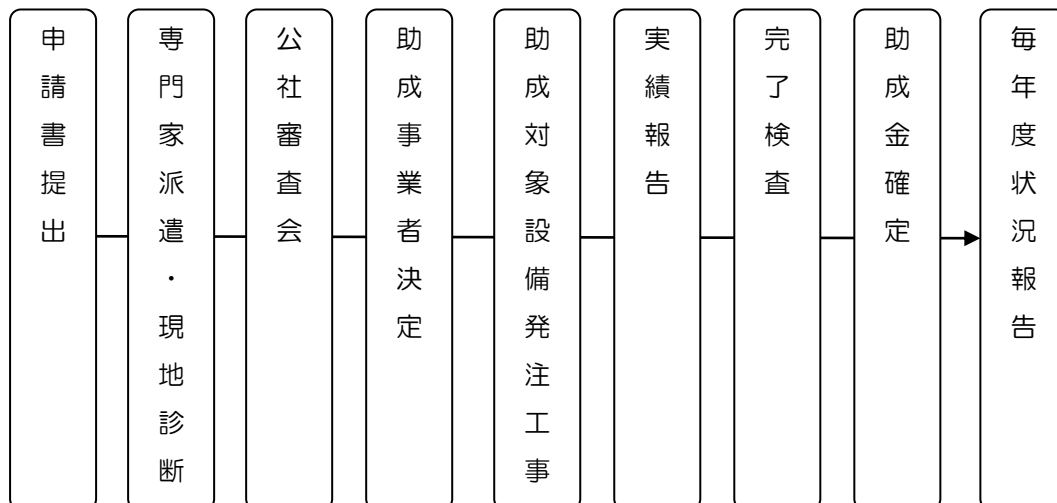 申請書提出
専門家派遣・現地診断
公社審査会
助成事業者決定
助成対象設備発注工事
実績報告
完了検査
助成金確定
毎年度状況報告